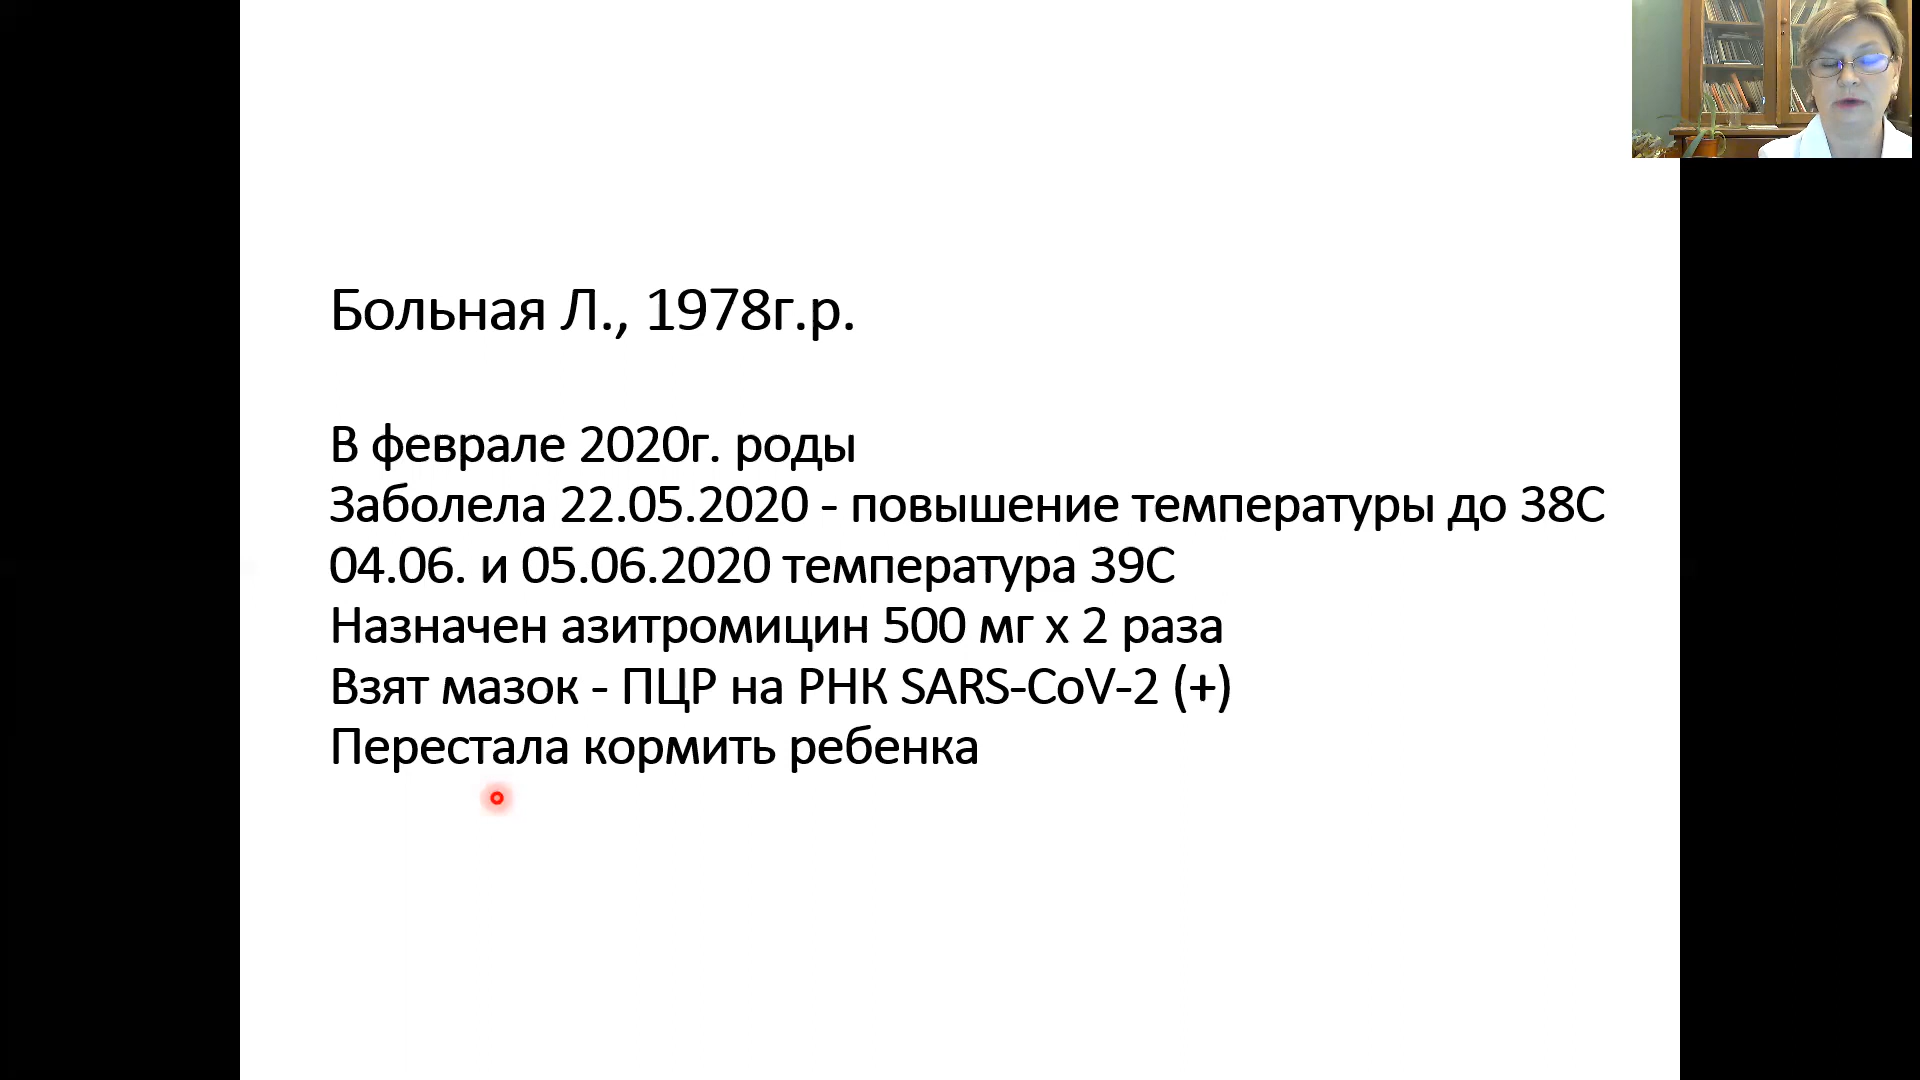 Больная Л., 1978г.р.
В феврале 2020г. роды
Заболела 22.05.2020 - повышение температуры до 38С
04.06. и 05.06.2020 температура 39С
Назначен азитромицин 500 мг х 2 раза
Взят мазок - ПЦР на РНК SARS-CoV-2 (+)
Перестала кормить ребенка